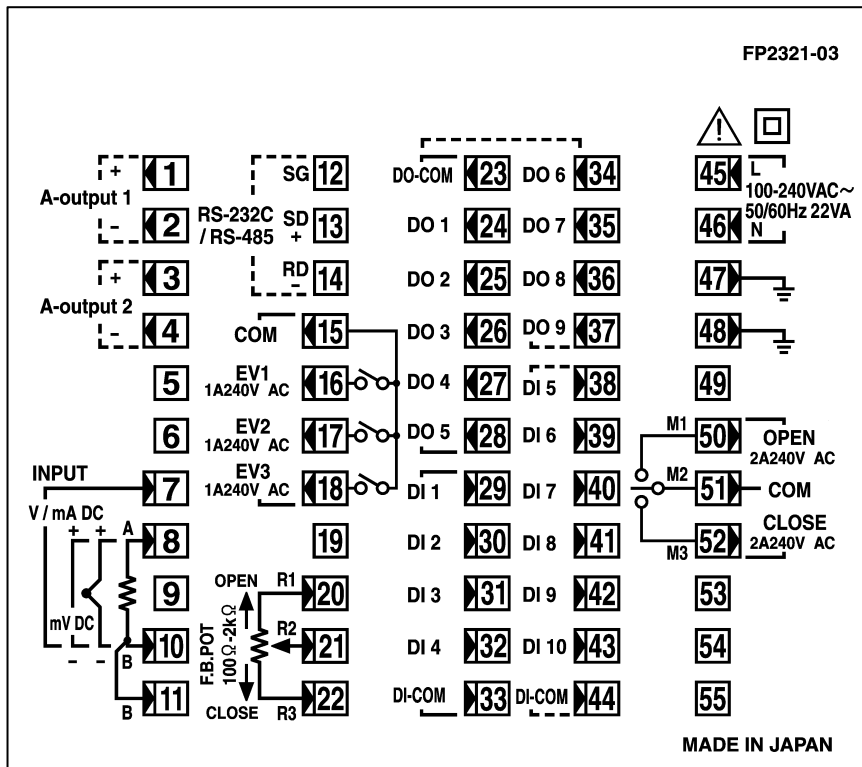 FP2321-03
A-output 1
+
-
1
2
A-output 2
+
-
3
4
5
6
INPUT
V / mA DC
+ +
A
7
8
9
mV DC
- -
B
10
B
11
RS-232C
/ RS-485
SG 12
SD
+
13
RD
-
14
COM 15
EV1
1A240V AC
16
EV2
1A240V AC
17
EV3
1A240V AC
18
19
F.B.POT
100Ω-2kΩ
OPEN
CLOSE
R1 20
R2 21
R3 22
DO-COM 23
DO 1 24
DO 2 25
DO 3 26
DO 4 27
DO 5 28
DI 1 29
DI 2 30
DI 3 31
DI 4 32
DI-COM 33
DO 6 34
DO 7 35
DO 8 36
DO 9 37
DI 5 38
DI 6 39
DI 7 40
DI 8 41
DI 9 42
DI 10 43
DI-COM 44
!
45 L
100-240VAC~
50/60Hz 22VA
46 N
47
48
49
M1 50
OPEN
2A240V AC
M2 51 COM
M3 52
CLOSE
2A240V AC
53
54
55
MADE IN JAPAN